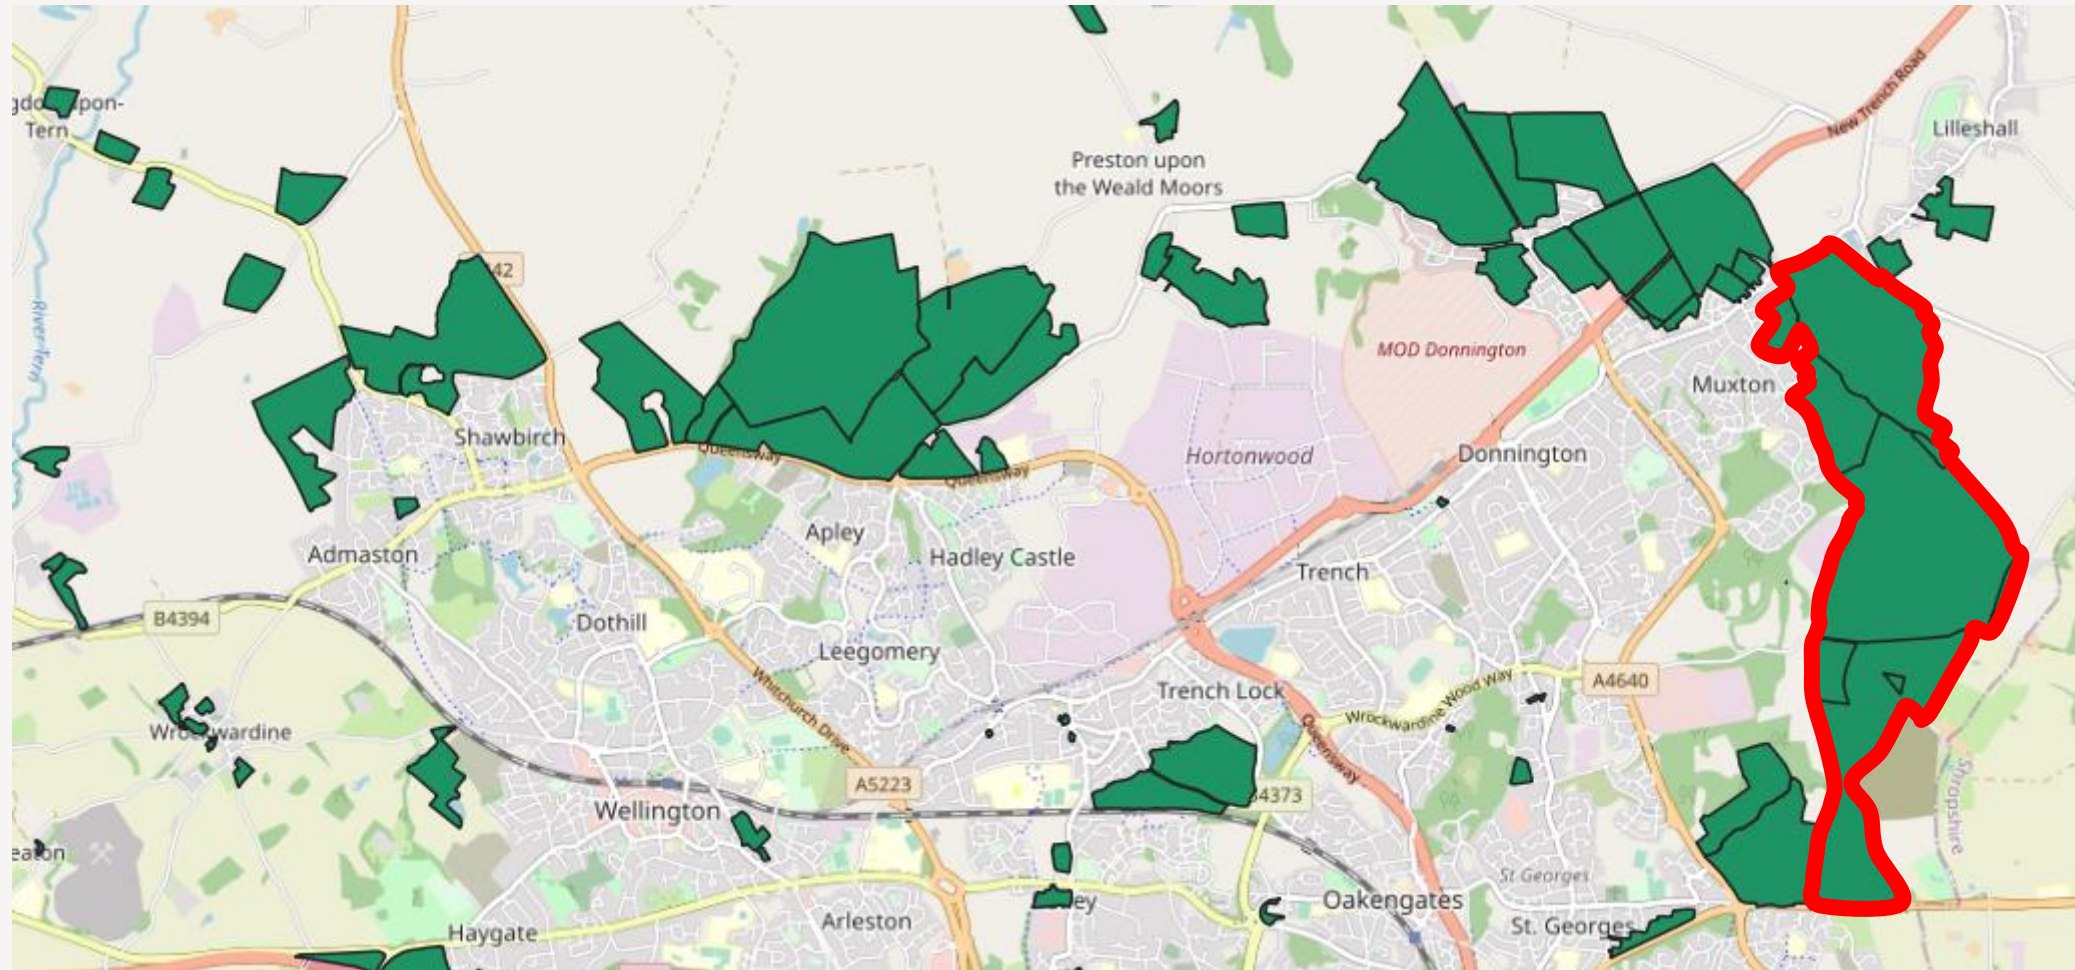 Tern
River Tern
B4394
Wrockwardine
Admaston
Shawbirch
Dothill
Wellington
Haygate
Whitchurch Drive
A5223
Arleston
Queensway
Apley
Leegomery
Hadley Castle
Queensway
Preston upon
the Weald Moors
Hortonwood
MOD Donnington
Donnington
Trench
Trench Lock
Queensway
Wrockwardine Wood Way
A4640
Oakengates
St Georges
St. Georges
Muxton
New Trench Road
Lilleshall
Shropshire